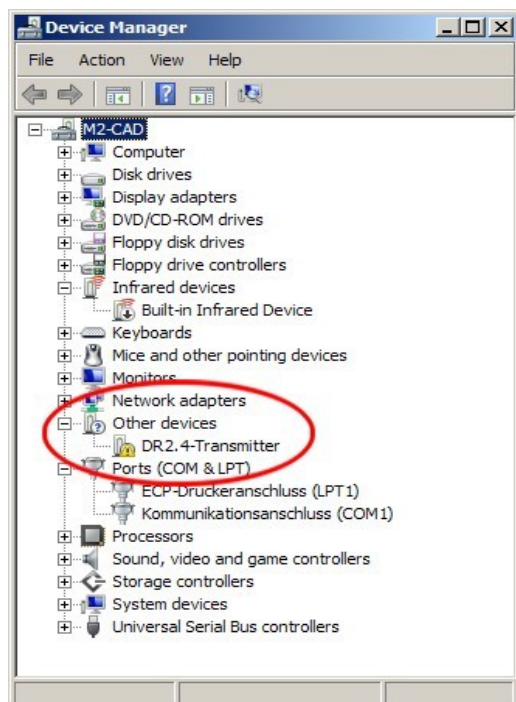 Device Manager
File Action View Help
M2-CAD
Computer
Disk drives
Display adapters
DVD/CD-ROM drives
Floppy disk drives
Floppy drive controllers
Infrared devices
Built-in Infrared Device
Keyboards
Mice and other pointing devices
Monitors
Network adapters
Other devices
DR2.4-Transmitter
Ports (COM & LPT)
ECP-Druckeranschluss (LPT1)
Kommunikationsanschluss (COM1)
Processors
Sound, video and game controllers
Storage controllers
System devices
Universal Serial Bus controllers